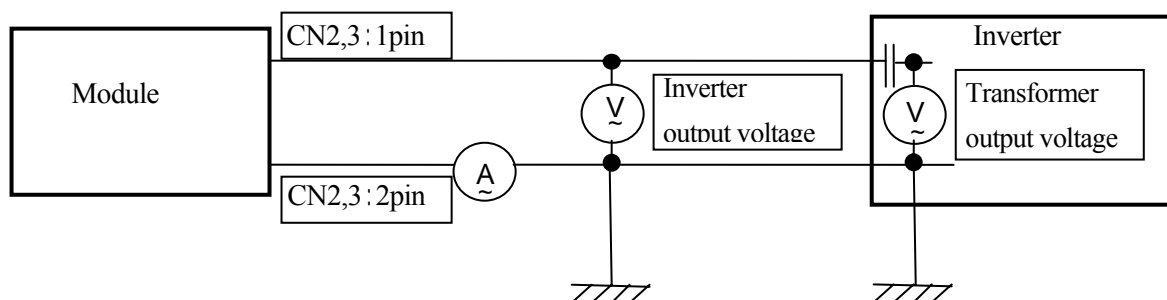 CN2,3:1pin
Inverter
Module
Inverter
output voltage
V
~
Transformer
output voltage
V
~
A
~
CN2,3:2pin